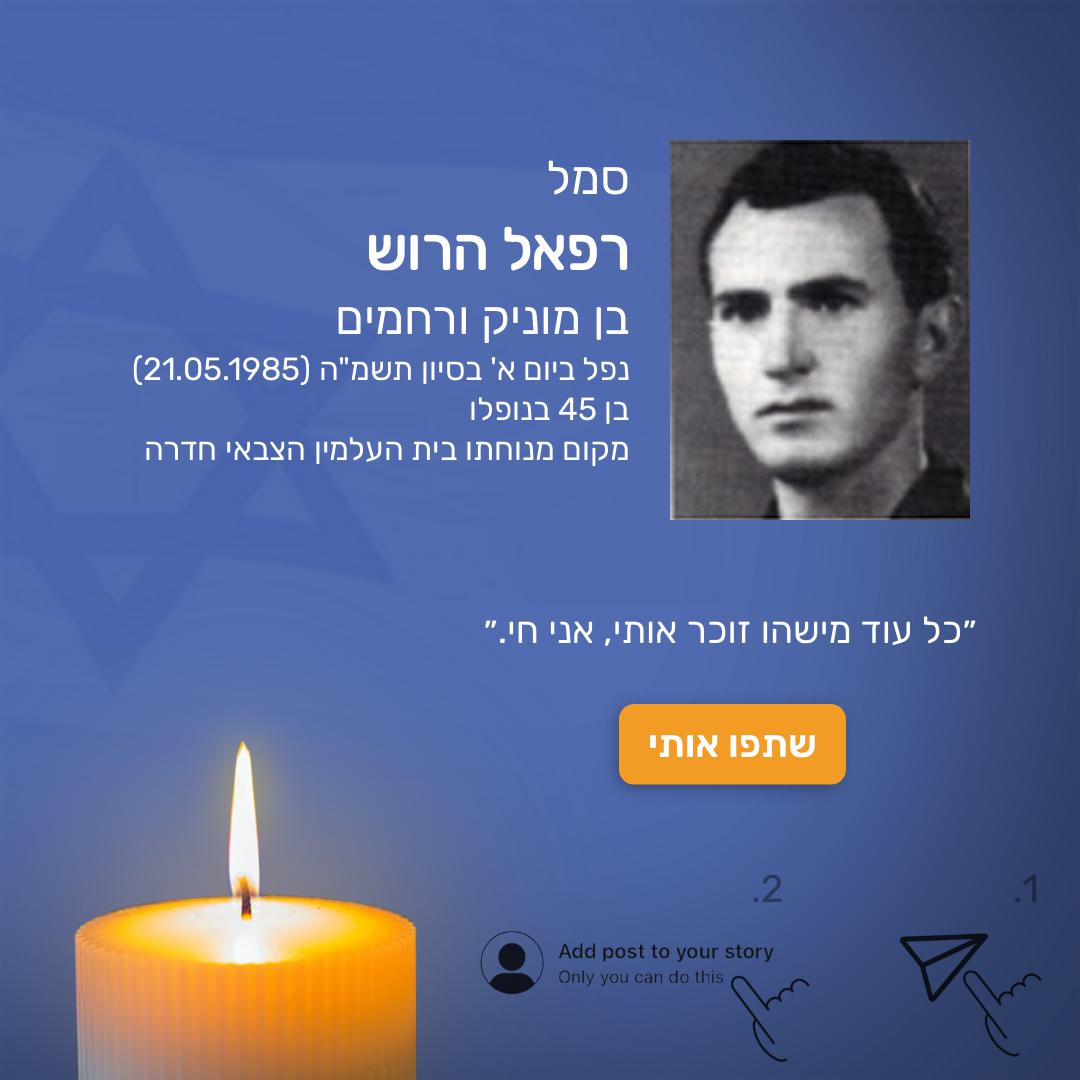 סמל
רפאל הרוש
בן מוניק ורחמים
נפל ביום א' בסיון תשמ"ה (21.05.1985)
בן 45 בנופלו
מקום מנוחתו בית העלמין הצבאי חדרה
״כל עוד מישהו זוכר אותי, אני חי.״
שתפו אותי
1.
2.
Add post to your story
Only you can do this